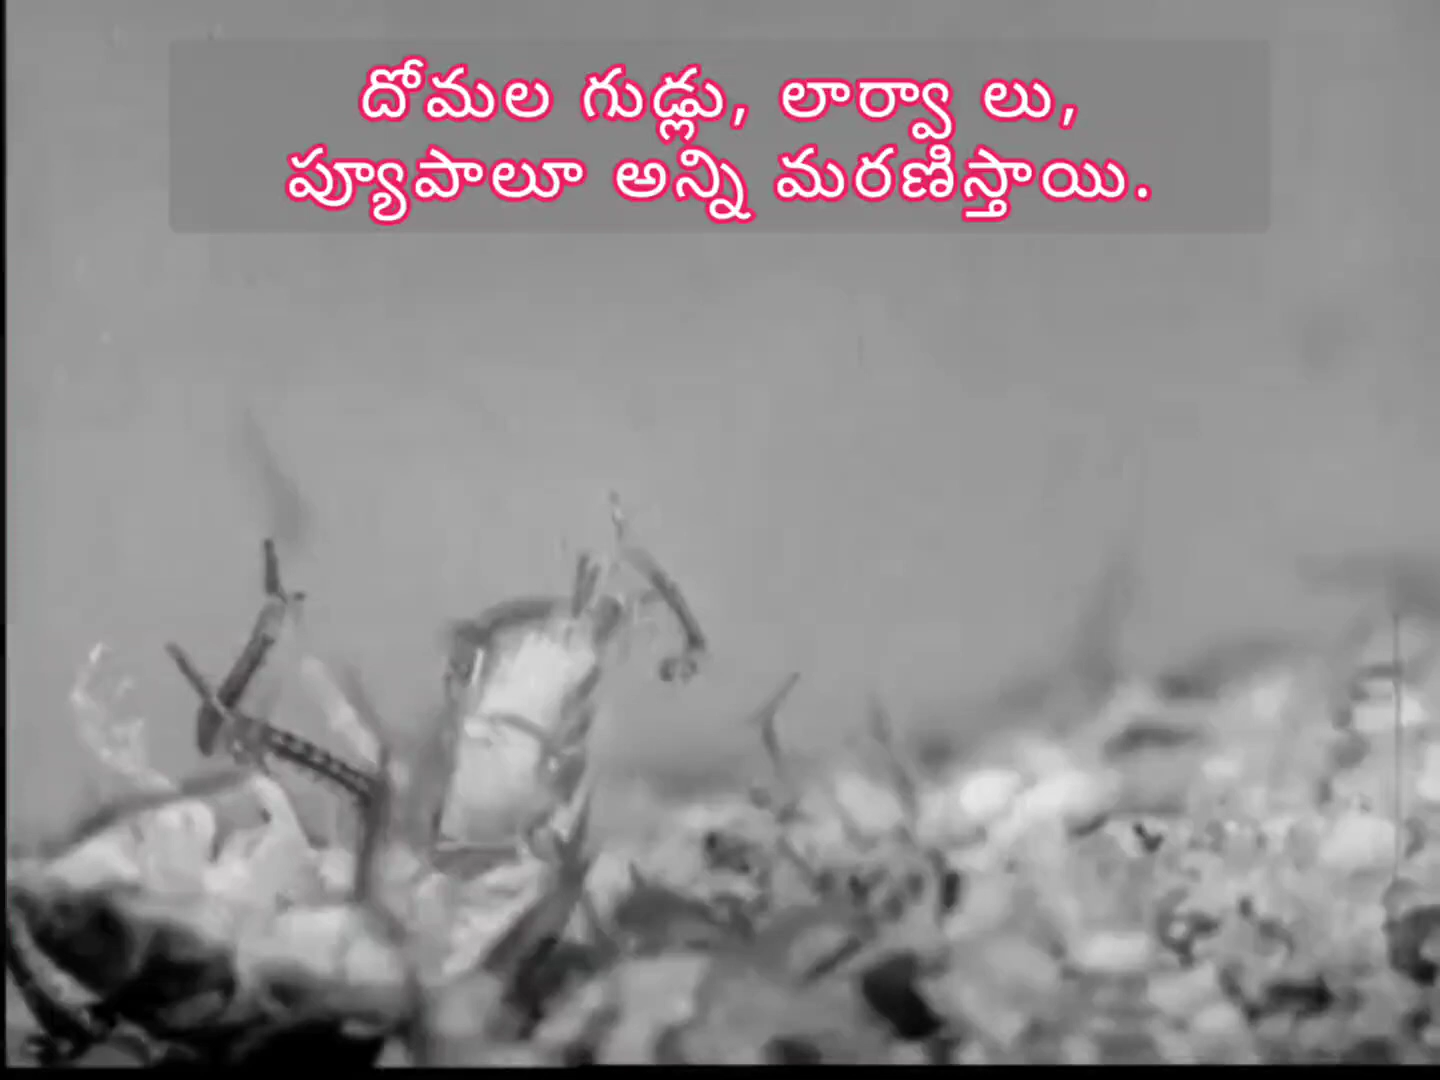 దోమల గుడ్లు, లార్వా లు,
ప్యూపాలూ అన్ని మరణిస్తాయి.